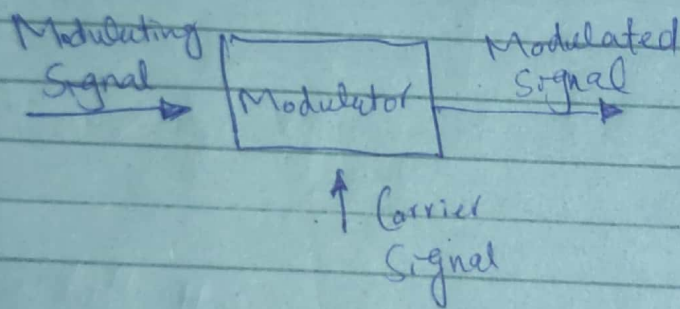 Modulating
Signal
Modulator
Modulated
Signal
Carrier
Signal